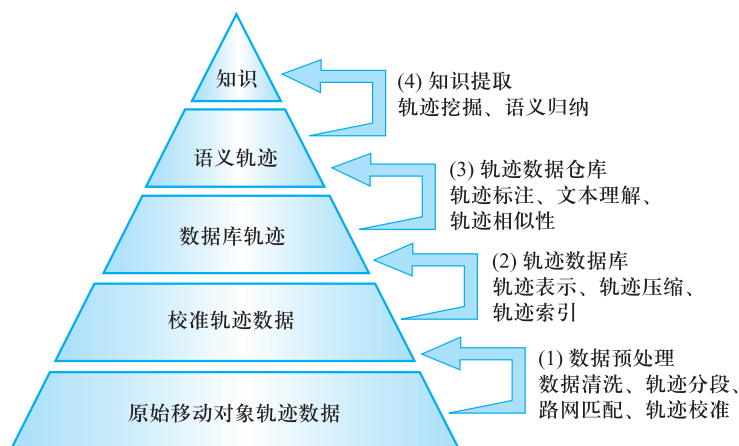 知识
(4) 知识提取
轨迹挖掘、语义归纳
语义轨迹
(3) 轨迹数据仓库
轨迹标注、文本理解、
轨迹相似性
数据库轨迹
(2) 轨迹数据库
轨迹表示、轨迹压缩、
轨迹索引
校准轨迹数据
(1) 数据预处理
数据清洗、轨迹分段、
路网匹配、轨迹校准
原始移动对象轨迹数据